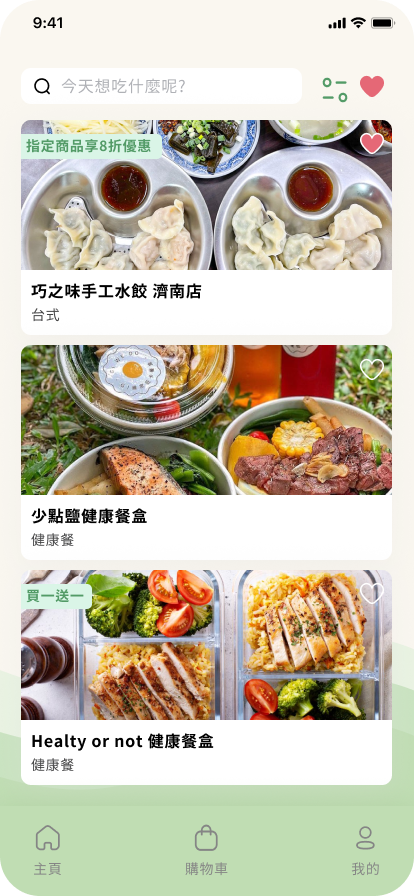 9:41
今天想吃什麼呢?
指定商品享8折優惠
巧之味手工水餃 濟南店
台式
少點鹽健康餐盒
健康餐
買一送一
Healty or not 健康餐盒
健康餐
主頁 購物車 我的